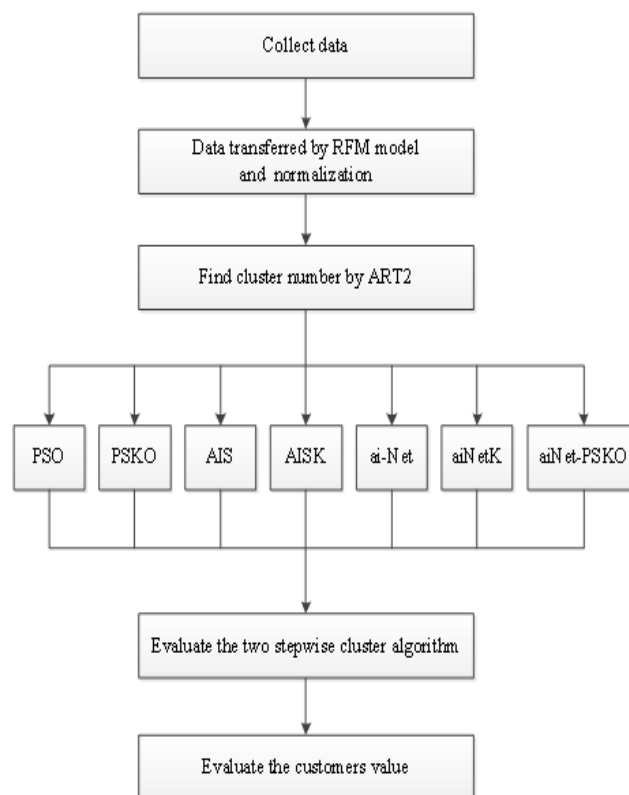 Collect data
Data transferred by RFM model
and normalization
Find cluster number by ART2
PSO
PSKO
AIS
AISK
ai-Net
aiNetK
aiNet-PSKO
Evaluate the two stepwise cluster algorithm
Evaluate the customers value